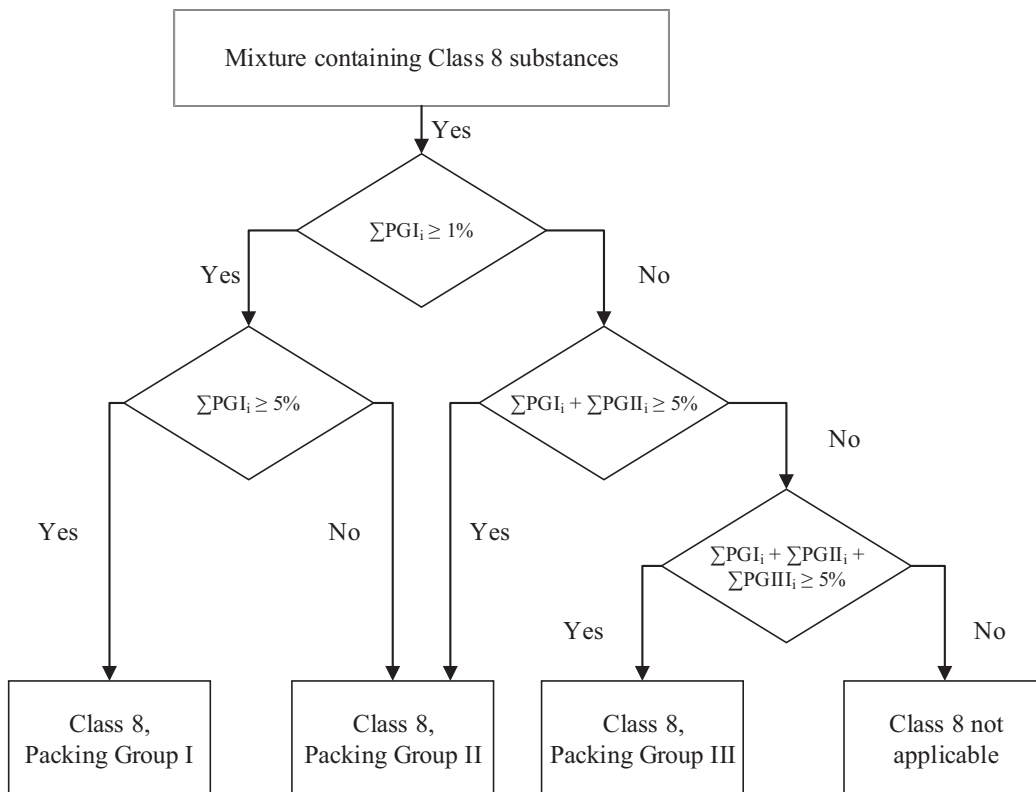 Mixture containing Class 8 substances
Yes
∑PGIᵢ ≥ 1%
Yes
No
∑PGIᵢ ≥ 5%
∑PGIᵢ + ∑PGIIᵢ ≥ 5%
No
Yes
No
Yes
∑PGIᵢ + ∑PGIIᵢ +
∑PGIIIᵢ ≥ 5%
Yes
No
Class 8,
Packing Group I
Class 8,
Packing Group II
Class 8,
Packing Group III
Class 8 not
applicable